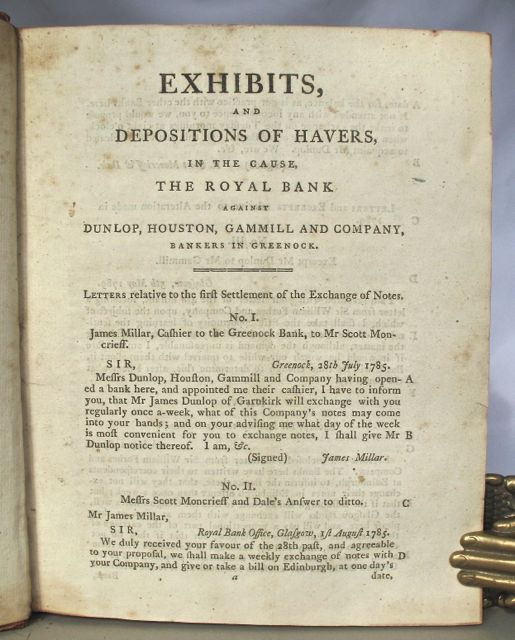 EXHIBITS,
AND
DEPOSITIONS OF HAVERS,
IN THE CAUSE,
THE ROYAL BANK
AGAINST
DUNLOP, HOUSTON, GAMMILL AND COMPANY,
BANKERS IN GREENOCK.
LETTERS relative to the first Settlement of the Exchange of Notes.
No. I.
James Millar, Cashier to the Greenock Bank, to Mr Scott Mon-
crieff.
SIR, Greenock, 28th July 1785.
Messrs Dunlop, Houston, Gammill and Company having open- A
ed a bank here, and appointed me their cashier, I have to inform
you, that Mr James Dunlop of Garnkirk will exchange with you
regularly once a-week, what of this Company's notes may come
into your hands; and on your advising me what day of the week
is most convenient for you to exchange notes, I shall give Mr B
Dunlop notice thereof. I am, &c.
(Signed) James Millar.
No. II.
Messrs Scott Moncrieff and Dale's Answer to ditto. C
Mr James Millar,
SIR, Royal Bank Office, Glasgow, 1st August 1785.
We duly received your favour of the 28th past, and agreeable
to your proposal, we shall make a weekly exchange of notes with D
your Company, and give or take a bill on Edinburgh, at one day's
a date,